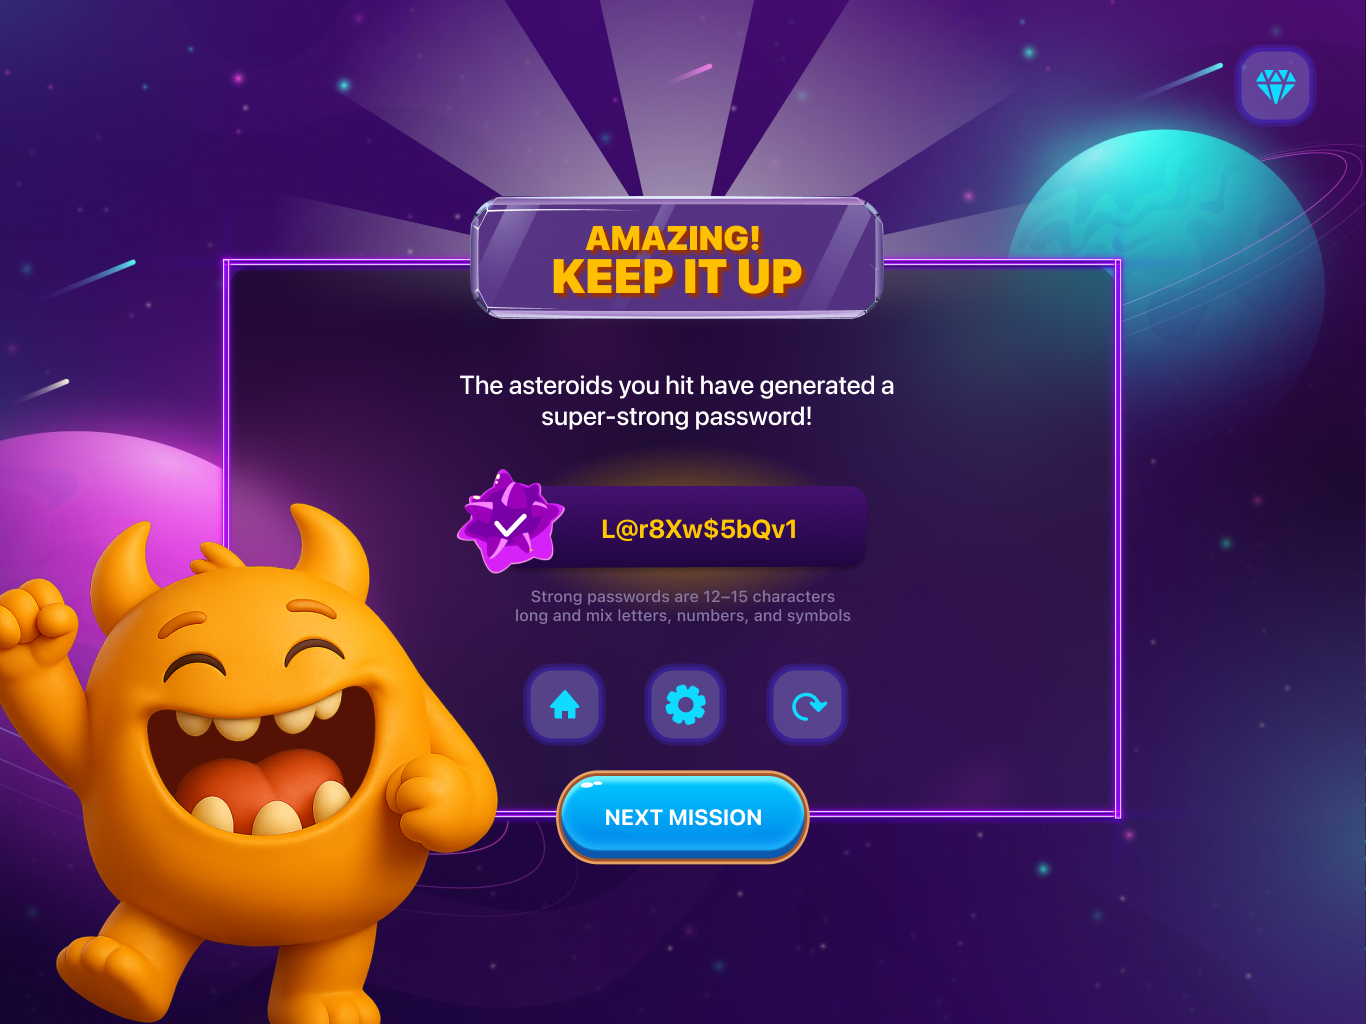 AMAZING!
KEEP IT UP
The asteroids you hit have generated a
super-strong password!
L@r8Xw$5bQv1
Strong passwords are 12–15 characters
long and mix letters, numbers, and symbols
NEXT MISSION